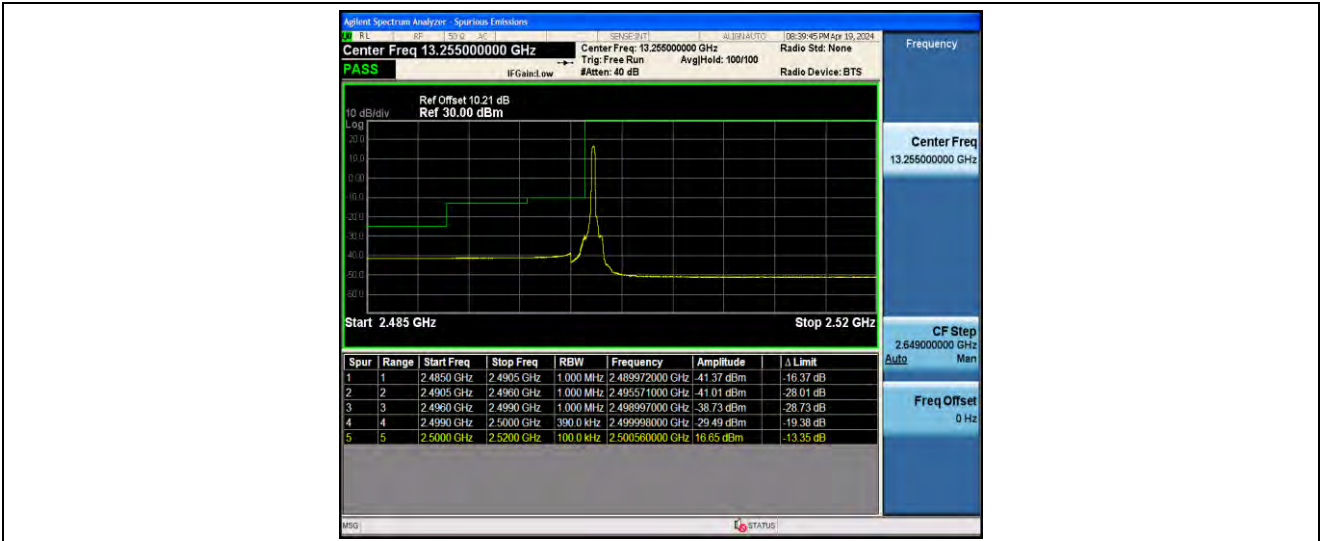 Agilent Spectrum Analyzer - Spurious Emissions
RL RF 50 Ω AC SENSE:INT ALIGN AUTO 08:39:45 PM Apr 19, 2024
Center Freq 13.255000000 GHz
Center Freq: 13.255000000 GHz
Radio Std: None
Trig: Free Run Avg|Hold: 100/100
PASS
IFGain:Low
#Atten: 40 dB
Radio Device: BTS
Ref Offset 10.21 dB
10 dB/div Ref 30.00 dBm
Log
20.0
10.0
0.00
-10.0
-20.0
-30.0
-40.0
-50.0
-60.0
Start 2.485 GHz Stop 2.52 GHz
Spur Range Start Freq Stop Freq RBW Frequency Amplitude Δ Limit
1 1 2.4850 GHz 2.4905 GHz 1.000 MHz 2.489972000 GHz -41.37 dBm -16.37 dB
2 2 2.4905 GHz 2.4960 GHz 1.000 MHz 2.495571000 GHz -41.01 dBm -28.01 dB
3 3 2.4960 GHz 2.4990 GHz 1.000 MHz 2.498997000 GHz -38.73 dBm -28.73 dB
4 4 2.4990 GHz 2.5000 GHz 390.0 kHz 2.499998000 GHz -29.49 dBm -19.38 dB
5 5 2.5000 GHz 2.5200 GHz 100.0 kHz 2.500560000 GHz 16.65 dBm -13.35 dB
MSG STATUS
Frequency
Center Freq
13.255000000 GHz
CF Step
2.649000000 GHz
Auto Man
Freq Offset
0 Hz